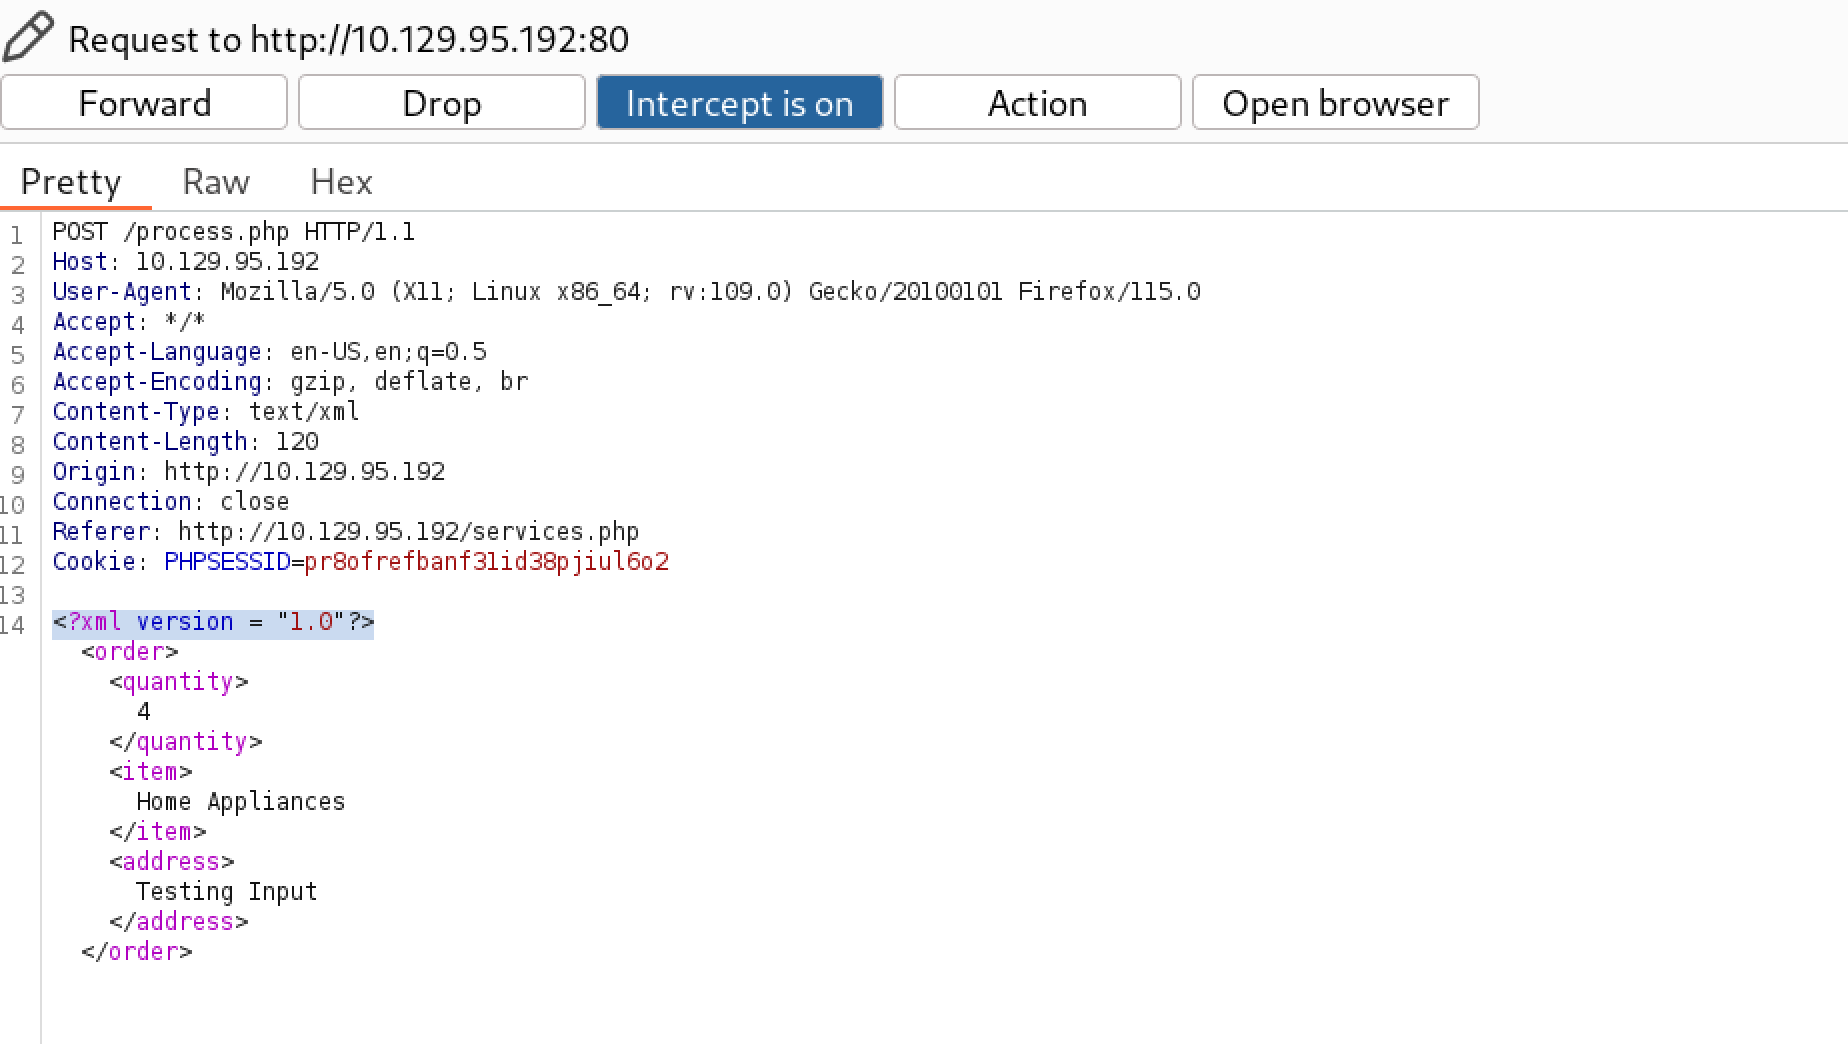 Request to http://10.129.95.192:80
Forward Drop Intercept is on Action Open browser
Pretty Raw Hex
1 POST /process.php HTTP/1.1
2 Host: 10.129.95.192
3 User-Agent: Mozilla/5.0 (X11; Linux x86_64; rv:109.0) Gecko/20100101 Firefox/115.0
4 Accept: */*
5 Accept-Language: en-US,en;q=0.5
6 Accept-Encoding: gzip, deflate, br
7 Content-Type: text/xml
8 Content-Length: 120
9 Origin: http://10.129.95.192
10 Connection: close
11 Referer: http://10.129.95.192/services.php
12 Cookie: PHPSESSID=pr8ofrefbanf3lid38pjiul6o2
13
14 <?xml version = "1.0"?>
<order>
<quantity>
4
</quantity>
<item>
Home Appliances
</item>
<address>
Testing Input
</address>
</order>